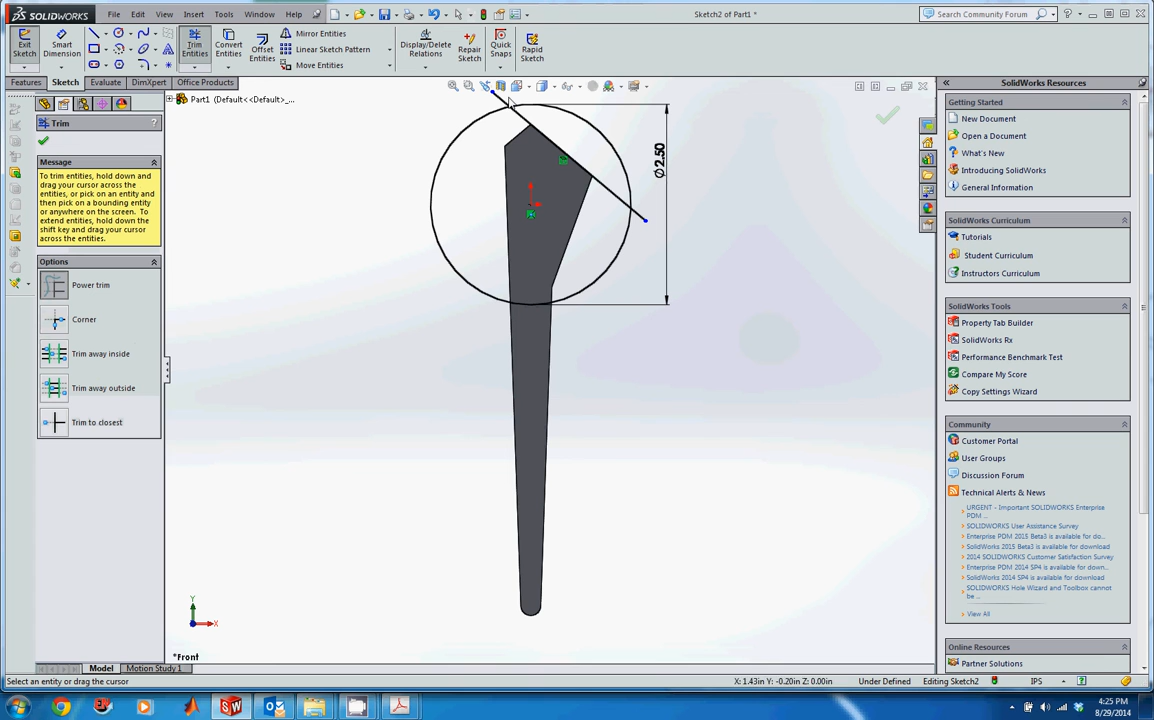 SOLIDWORKS
File Edit View Insert Tools Window Help
Sketch2 of Part1 *
Search Community Forum
Exit Sketch
Smart Dimension
Trim Entities
Convert Entities
Offset Entities
Mirror Entities
Linear Sketch Pattern
Move Entities
Display/Delete Relations
Repair Sketch
Quick Snaps
Rapid Sketch
Features Sketch Evaluate DimXpert Office Products
Part1 (Default<<Default>_...
Trim
?
Message
To trim entities, hold down and
drag your cursor across the
entities, or pick on an entity and
then pick on a bounding entity
or anywhere on the screen. To
extend entities, hold down the
shift key and drag your cursor
across the entities.
Options
Power trim
Corner
Trim away inside
Trim away outside
Trim to closest
∅2.50
Y
X
*Front
SolidWorks Resources
Getting Started
New Document
Open a Document
What's New
Introducing SolidWorks
General Information
SolidWorks Curriculum
Tutorials
Student Curriculum
Instructors Curriculum
SolidWorks Tools
Property Tab Builder
SolidWorks Rx
Performance Benchmark Test
Compare My Score
Copy Settings Wizard
Community
Customer Portal
User Groups
Discussion Forum
Technical Alerts & News
URGENT - Important SOLIDWORKS Enterprise
PDM ...
SOLIDWORKS User Assistance Survey
Enterprise PDM 2015 Beta3 is available for do...
SolidWorks 2015 Beta3 is available for download
2014 SOLIDWORKS Customer Satisfaction Survey
Enterprise PDM 2014 SP4 is available for down...
SolidWorks 2014 SP4 is available for download
SOLIDWORKS Hole Wizard and Toolbox cannot
be ...
View All
Online Resources
Partner Solutions
Model Motion Study 1
Select an entity or drag the cursor
X: 1.43in Y: -0.20in Z: 0.00in Under Defined Editing Sketch2 IPS
4:25 PM
8/29/2014